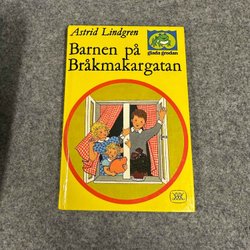 Astrid Lindgren
Barnen på
Bråkmakargatan
glada grodan